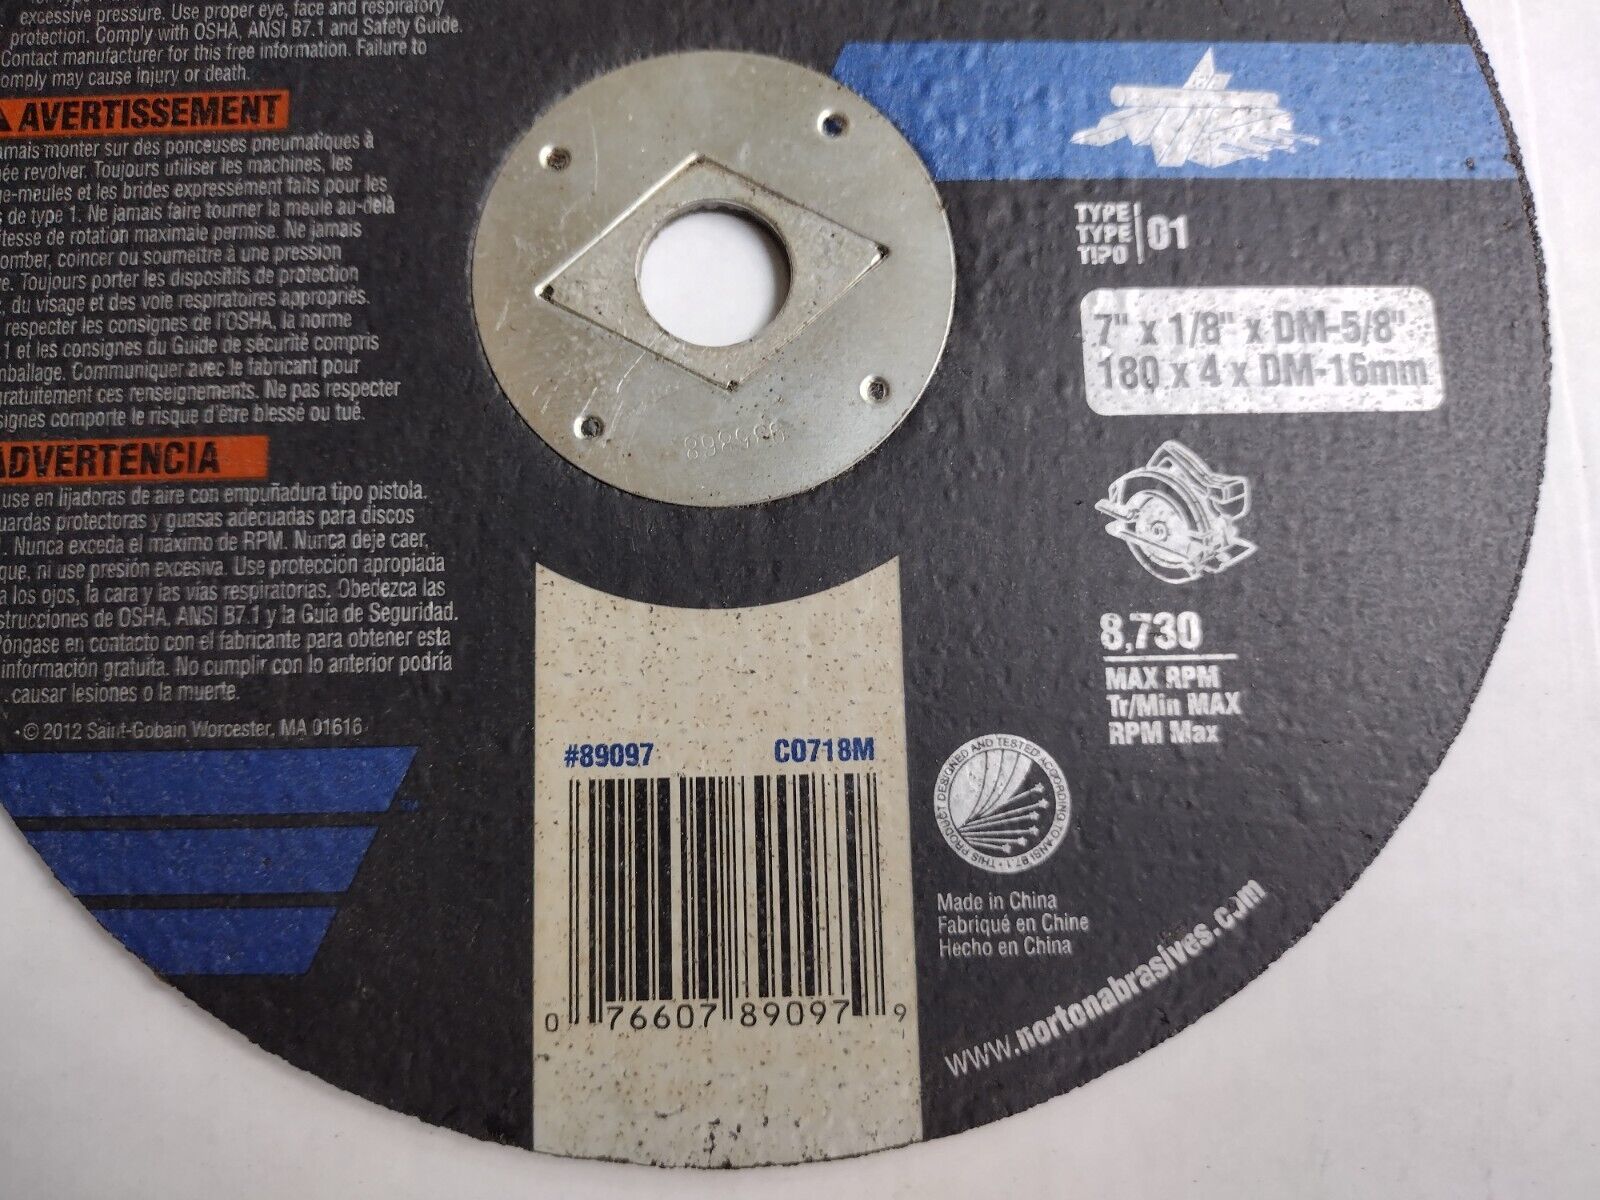 excessive pressure. Use proper eye, face and respiratory
protection. Comply with OSHA, ANSI B7.1 and Safety Guide.
Contact manufacturer for this free information. Failure to
may cause injury or death.
AVERTISSEMENT
monter sur des ponceuses pneumatiques à
revolver. Toujours utiliser les machines, les
et les brides expressément faits pour les
de type 1. Ne jamais faire tourner la meule au-delà
de rotation maximale permise. Ne jamais
coincer ou soumettre à une pression
Toujours porter les dispositifs de protection
du visage et des voie respiratoires appropriés.
respecter les consignes de l'OSHA, la norme
.1 et les consignes du Guide de sécurité compris
Communiquer avec le fabricant pour
gratuitement ces renseignements. Ne pas respecter
comporte le risque d'être blessé ou tué.
ADVERTENCIA
use en lijadoras de aire con empuñadura tipo pistola.
protectoras y guasas adecuadas para discos
. Nunca exceda el máximo de RPM. Nunca deje caer,
ni use presión excesiva. Use protección apropiada
los ojos, la cara y las vías respiratorias. Obedezca las
de OSHA, ANSI B7.1 y la Guía de Seguridad.
Póngase en contacto con el fabricante para obtener esta
información gratuita. No cumplir con lo anterior podría
causar lesiones o la muerte.
© 2012 Saint-Gobain Worcester, MA 01616
TYPE
TYPE
TIPO
01
7" x 1/8" x DM-5/8"
180 x 4 x DM-16mm
8,730
MAX RPM
Tr/Min MAX
RPM Max
THIS PRODUCT DESIGNED AND TESTED ACCORDING TO ANSI B7.1
Made in China
Fabriqué en Chine
Hecho en China
www.nortonabrasives.com
#89097 C0718M
0 76607 89097 9